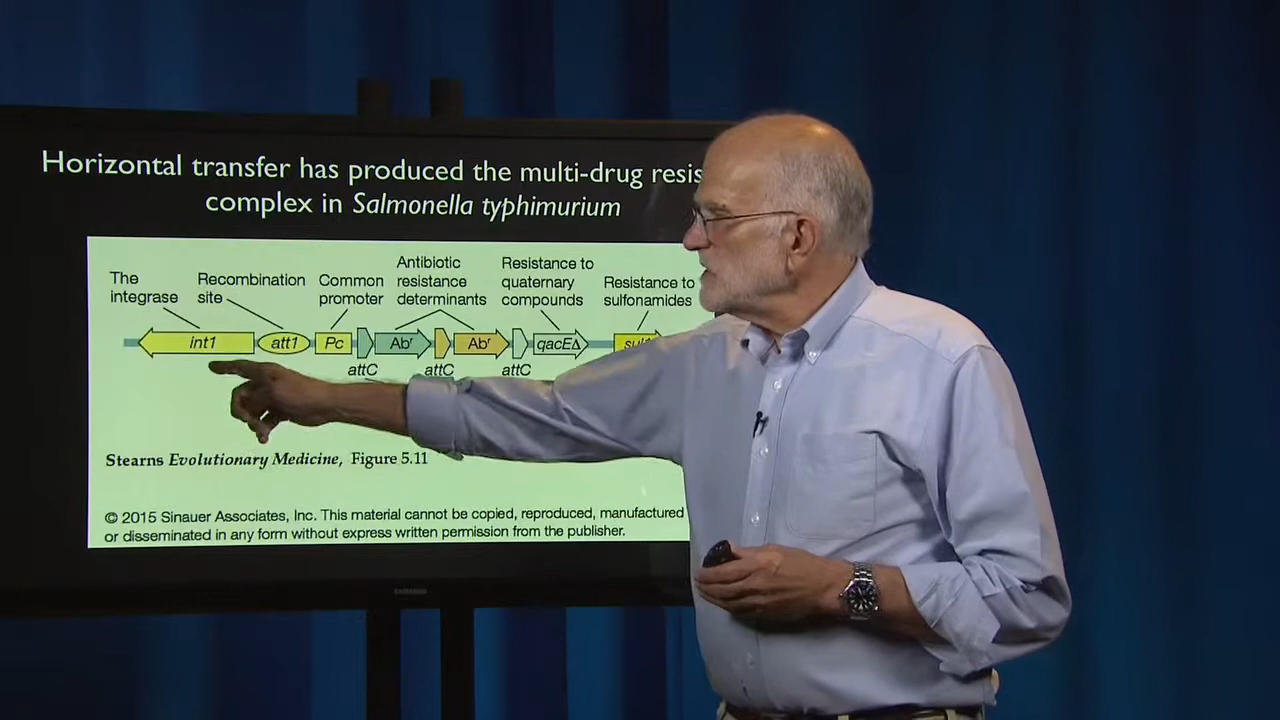 Horizontal transfer has produced the multi-drug
complex in Salmonella typhimurium
The
integrase
Recombination
site
Common
promoter
Antibiotic
resistance
determinants
Resistance to
quaternary
compounds
Resistance to
sulfonamides
int1
att1
Pc
Abr
Abr
qacEΔ
attC
attC
attC
Stearns Evolutionary Medicine, Figure 5.11
© 2015 Sinauer Associates, Inc. This material cannot be copied, reproduced, manufactured
or disseminated in any form without express written permission from the publisher.
SAMSUNG